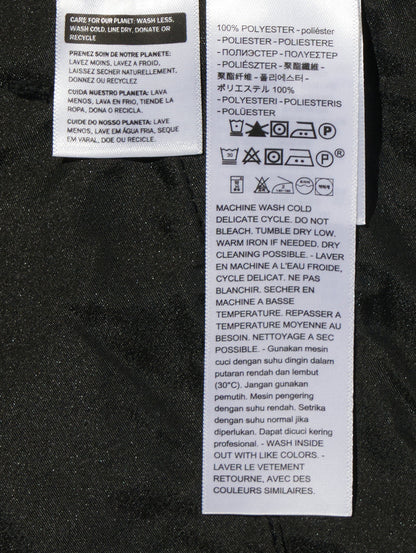 CARE FOR OUR PLANET: WASH LESS,
WASH COLD, LINE DRY, DONATE OR
RECYCLE
PRENEZ SOIN DE NOTRE PLANETE:
LAVEZ MOINS, LAVEZ A FROID,
LAISSEZ SECHER NATURELLEMENT.
DONNEZ OU RECYCLEZ
CUIDA NUESTRO PLANETA: LAVA
MENOS, LAVA EN FRIO, TIENDE LA
ROPA, DONA O RECICLA.
CUIDE DO NOSSO PLANETA: LAVE
MENOS, LAVE EM ÁGUA FRIA, SEQUE
EM VARAL, DOE OU RECICLE.
100% POLYESTER - poliéster
- POLIESTER - POLIESTERE
- ПОЛИЭСТЕР - ПОЛУЕСТЕР
- POLIÉSZTER - 聚酯纖維 -
聚酯纤维 - 폴리에스터 -
ポリエステル 100%
- POLYESTERI - POLIESTERIS
- POLÜESTER
MACHINE WASH COLD
DELICATE CYCLE. DO NOT
BLEACH. TUMBLE DRY LOW.
WARM IRON IF NEEDED. DRY
CLEANING POSSIBLE. - LAVER
EN MACHINE A L'EAU FROIDE,
CYCLE DELICAT. NE PAS
BLANCHIR. SECHER EN
MACHINE A BASSE
TEMPERATURE. REPASSER A
TEMPERATURE MOYENNE AU
BESOIN. NETTOYAGE A SEC
POSSIBLE. - Gunakan mesin
cuci dengan suhu dingin dalam
putaran rendah dan lembut
(30°C). Jangan gunakan
pemutih. Mesin pengering
dengan suhu rendah. Setrika
dengan suhu normal jika
diperlukan. Dapat dicuci kering
profesional. - WASH INSIDE
OUT WITH LIKE COLORS. -
LAVER LE VETEMENT
RETOURNE, AVEC DES
COULEURS SIMILAIRES.